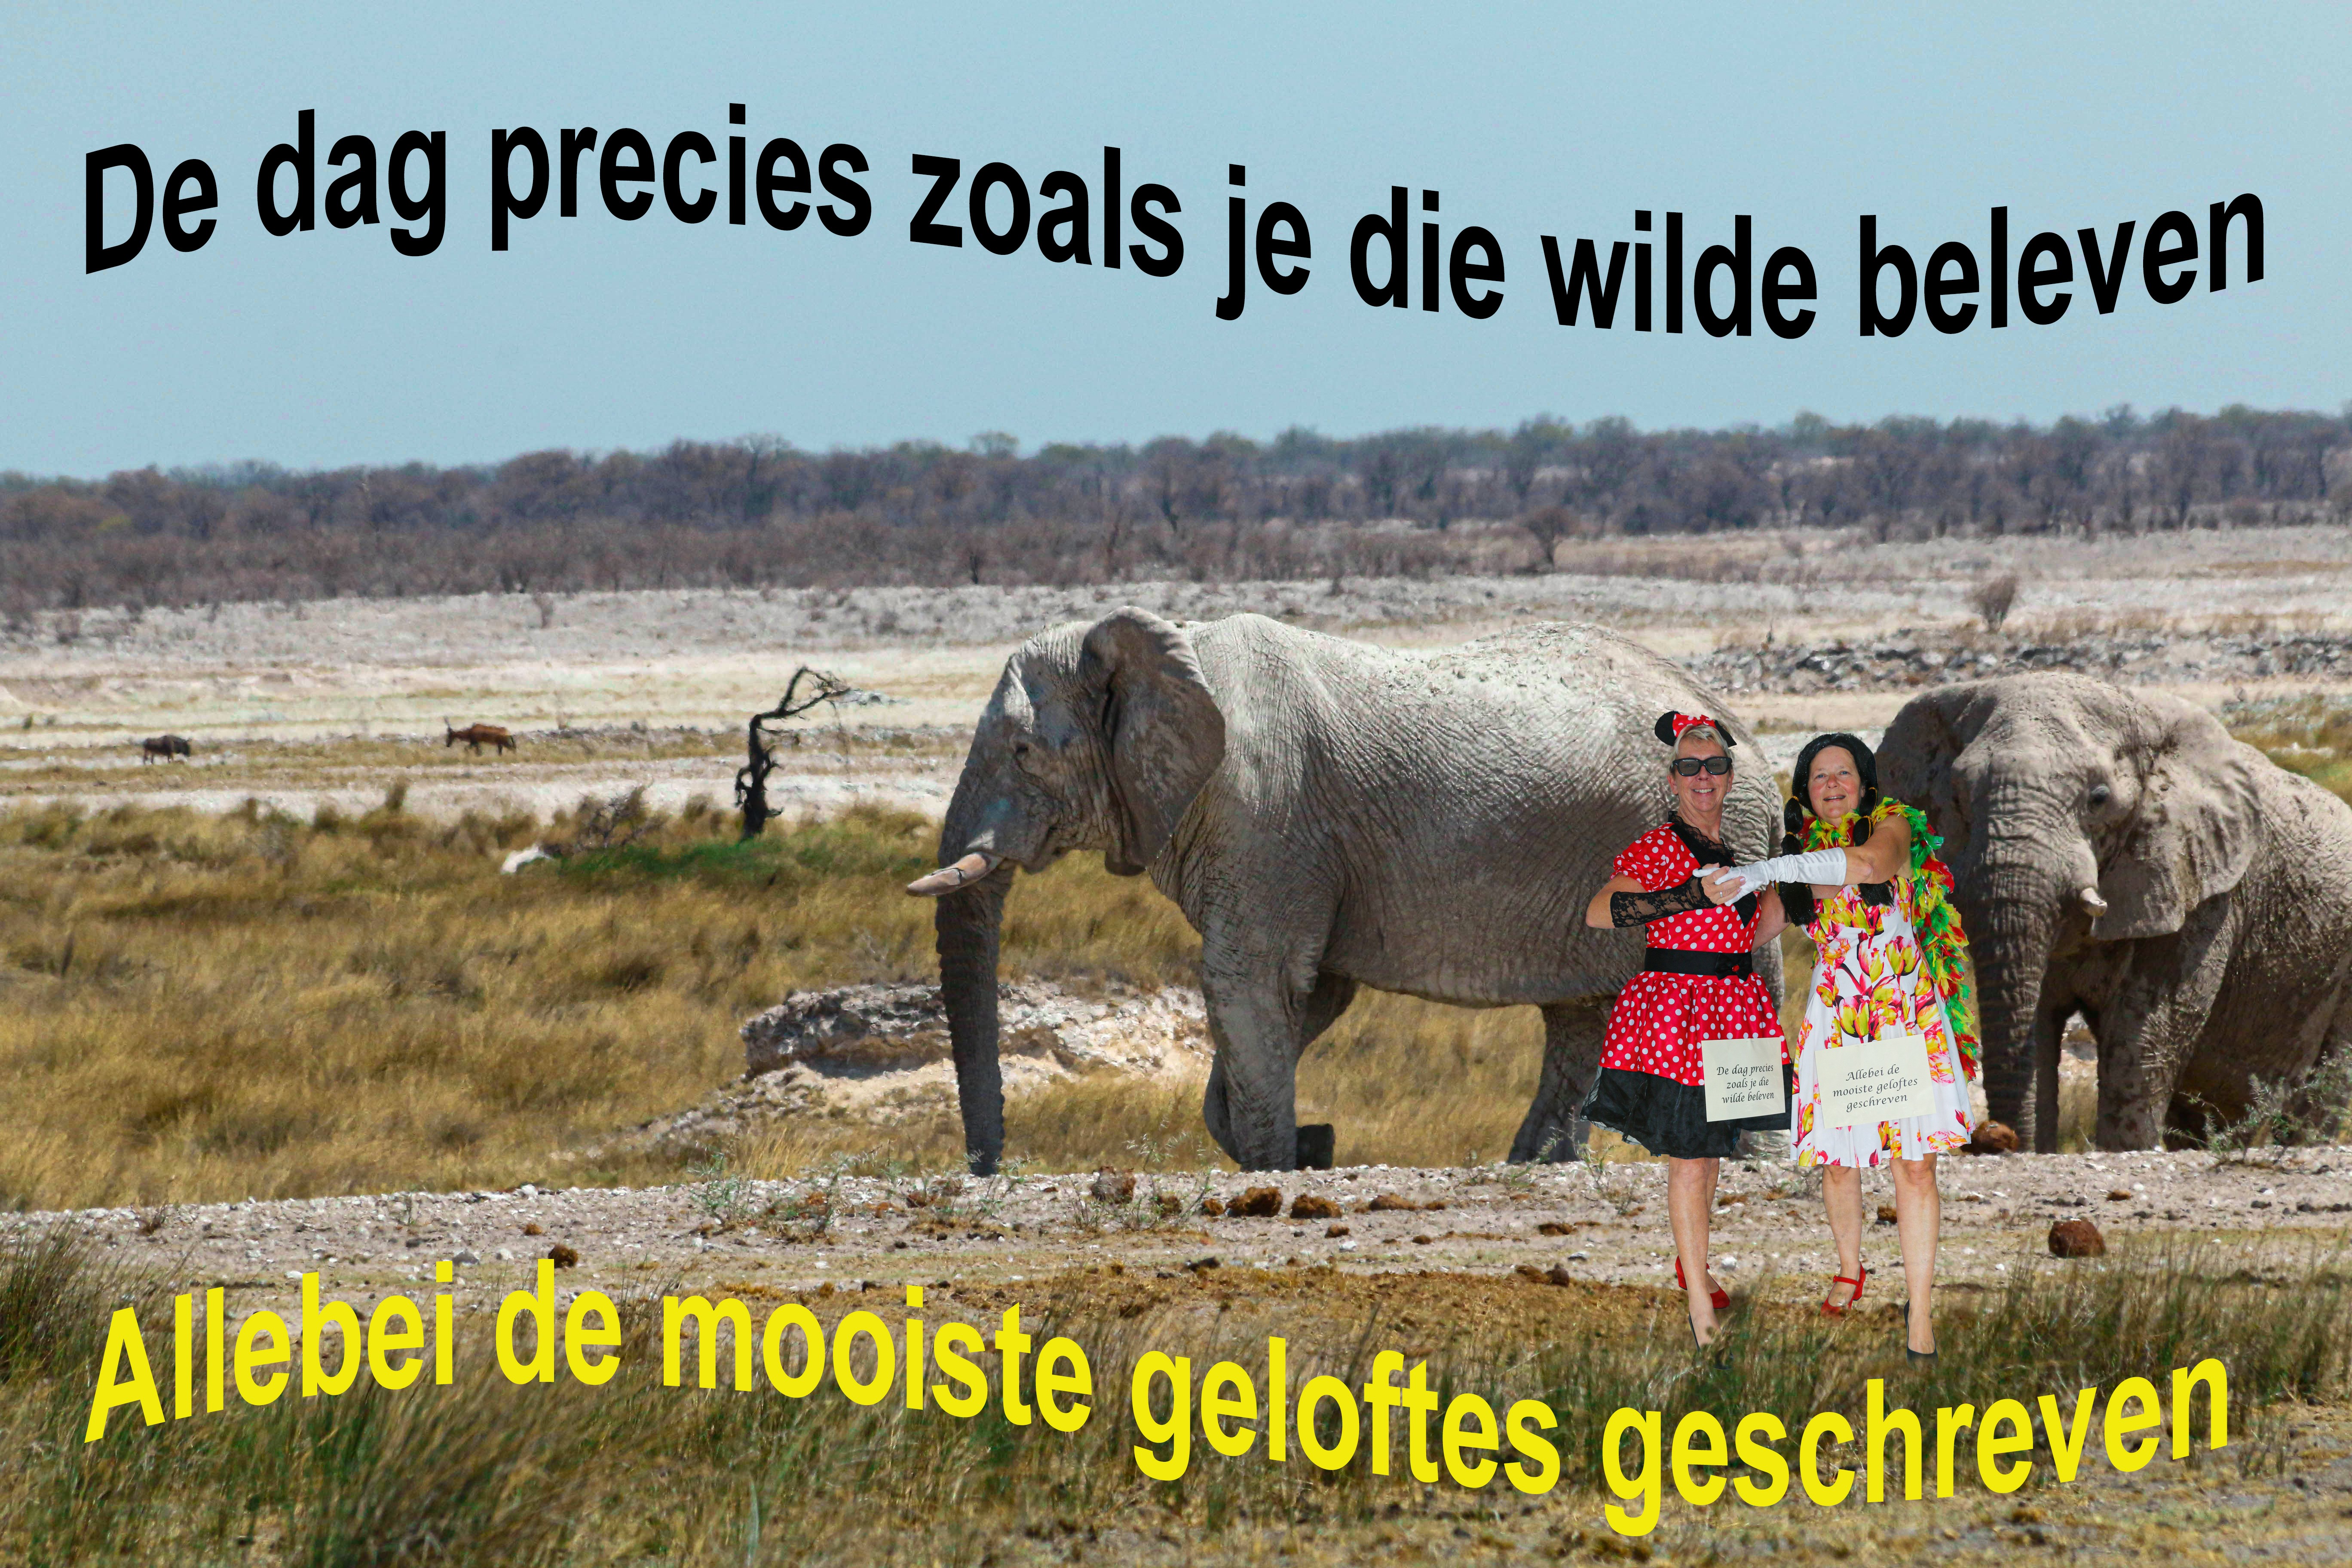 De dag precies zoals je die wilde beleven
De dag precies
zoals je die
wilde beleven
Allebei de
mooiste geloftes
geschreven
Allebei de mooiste geloftes geschreven